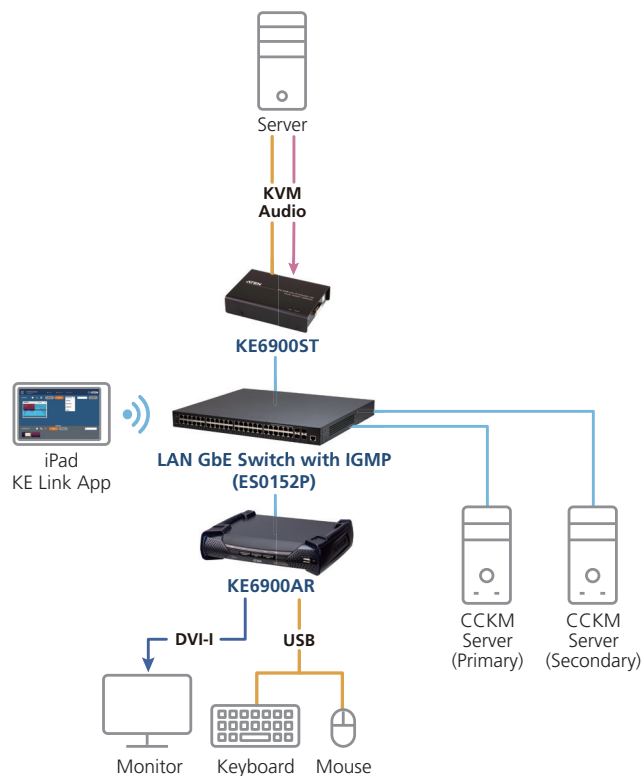 Server
KVM
Audio
ATEN
KE6900ST
iPad
KE Link App
LAN GbE Switch with IGMP
(ES0152P)
KE6900AR
DVI-I
USB
Monitor
Keyboard
Mouse
CCKM
Server
(Primary)
CCKM
Server
(Secondary)